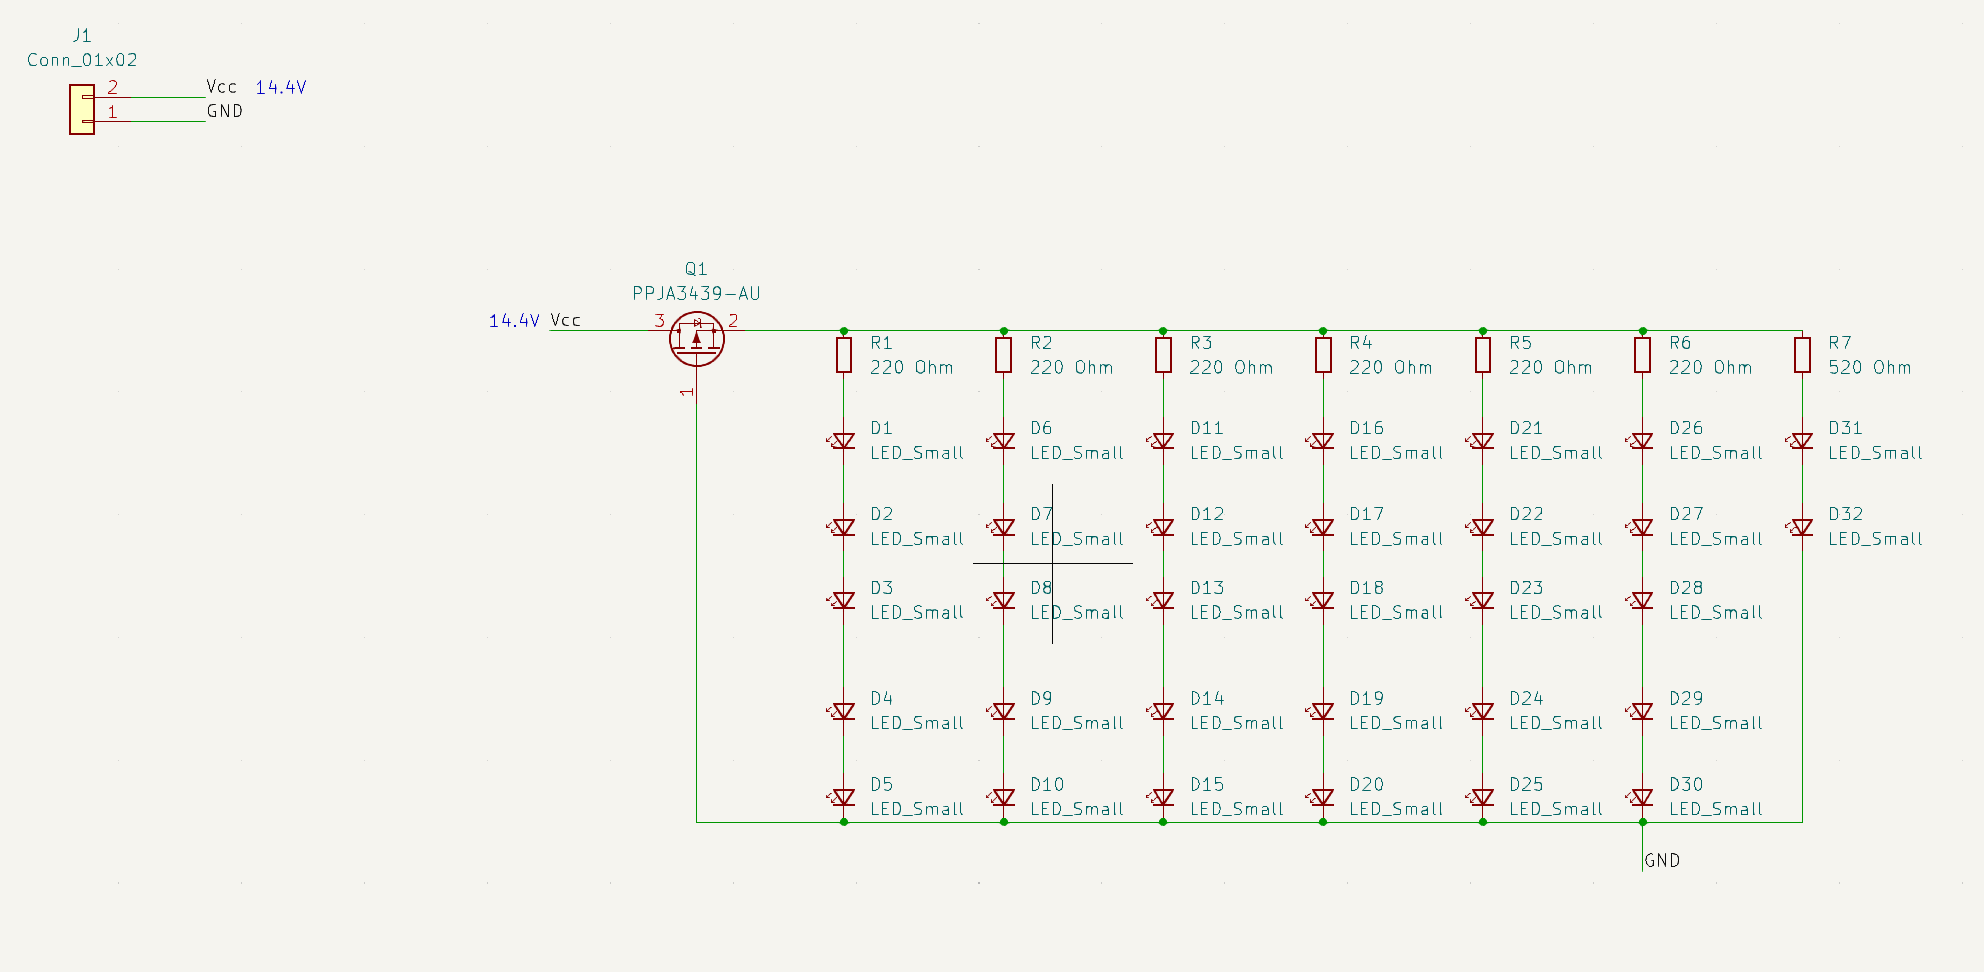 J1
Conn_01x02
2 Vcc 14.4V
1 GND
Q1
PPJA3439-AU
14.4V Vcc 3 2
1
R1 R2 R3 R4 R5 R6 R7
220 Ohm 220 Ohm 220 Ohm 220 Ohm 220 Ohm 220 Ohm 520 Ohm
D1 D6 D11 D16 D21 D26 D31
LED_Small LED_Small LED_Small LED_Small LED_Small LED_Small LED_Small
D2 D7 D12 D17 D22 D27 D32
LED_Small LED_Small LED_Small LED_Small LED_Small LED_Small LED_Small
D3 D8 D13 D18 D23 D28
LED_Small LED_Small LED_Small LED_Small LED_Small LED_Small
D4 D9 D14 D19 D24 D29
LED_Small LED_Small LED_Small LED_Small LED_Small LED_Small
D5 D10 D15 D20 D25 D30
LED_Small LED_Small LED_Small LED_Small LED_Small LED_Small
GND